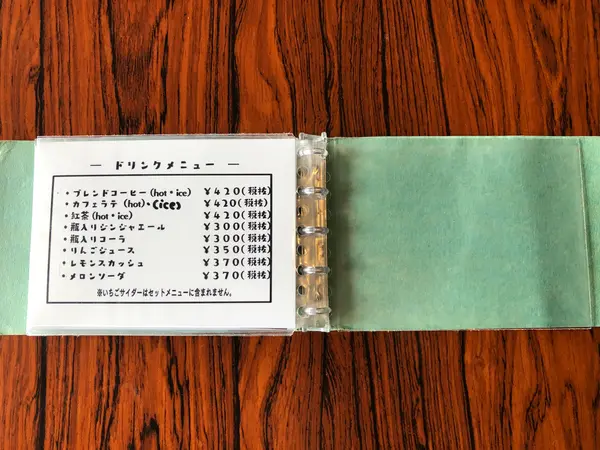 — ドリンクメニュー —
・ブレンドコーヒー (hot・ice) ￥420(税抜)
・カフェラテ (hot)・(ice) ￥420(税抜)
・紅茶 (hot・ice) ￥420(税抜)
・瓶入りジンジャエール ￥300(税抜)
・瓶入りコーラ ￥300(税抜)
・りんごジュース ￥350(税抜)
・レモンスカッシュ ￥370(税抜)
・メロンソーダ ￥370(税抜)
※いちごサイダーはセットメニューに含まれません。